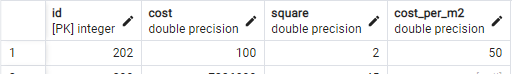 id cost square cost_per_m2
[PK] integer double precision double precision double precision
1 202 100 2 50